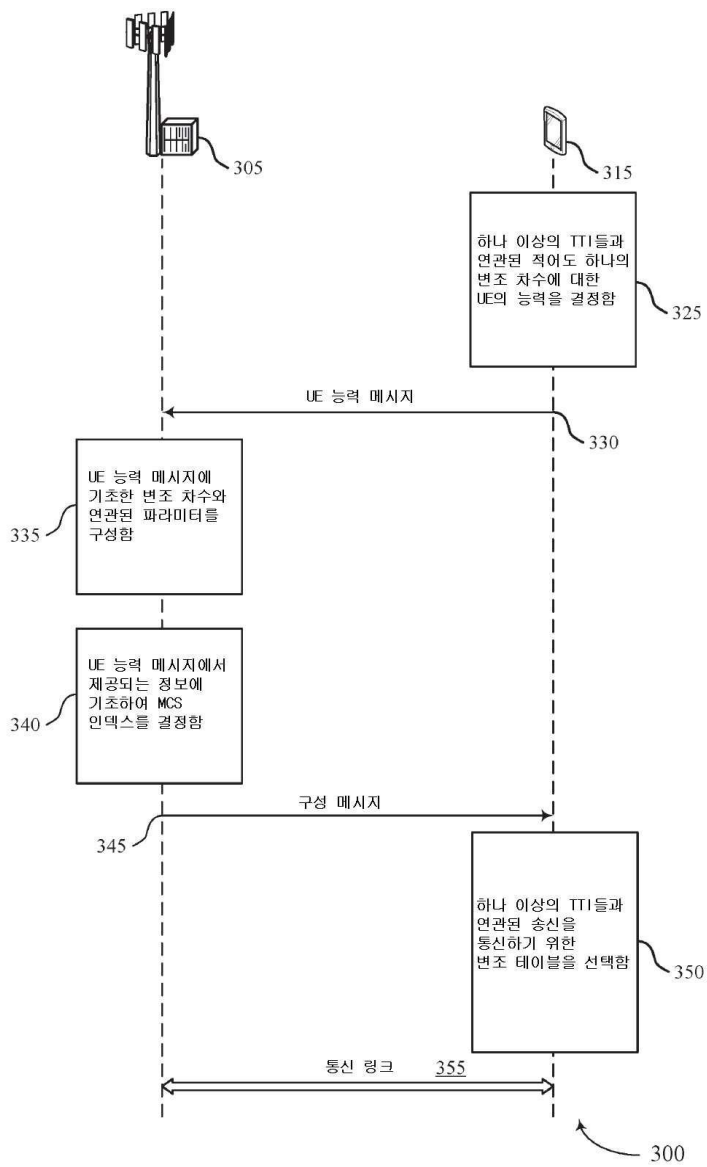 305
315
하나 이상의 TTI들과
연관된 적어도 하나의
변조 차수에 대한
UE의 능력을 결정함
325
UE 능력 메시지
330
UE 능력 메시지에
기초한 변조 차수와
연관된 파라미터를
구성함
335
UE 능력 메시지에서
제공되는 정보에
기초하여 MCS
인덱스를 결정함
340
구성 메시지
345
하나 이상의 TTI들과
연관된 송신을
통신하기 위한
변조 테이블을 선택함
350
통신 링크 355
300